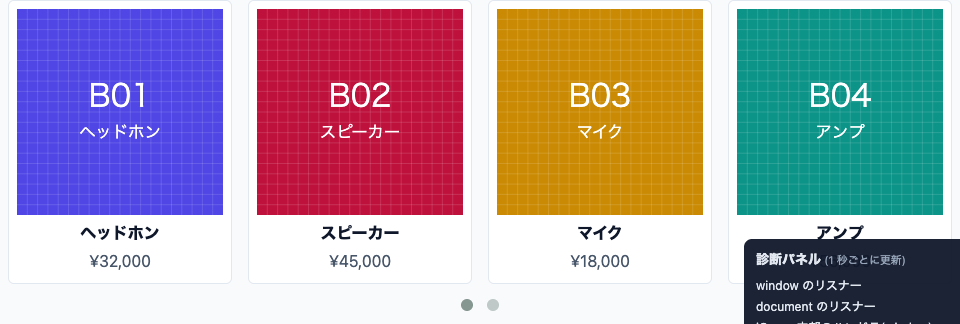 B01
ヘッドホン
ヘッドホン
¥32,000
B02
スピーカー
スピーカー
¥45,000
B03
マイク
マイク
¥18,000
B04
アンプ
アンプ
診断パネル (1 秒ごとに更新)
window のリスナー
document のリスナー